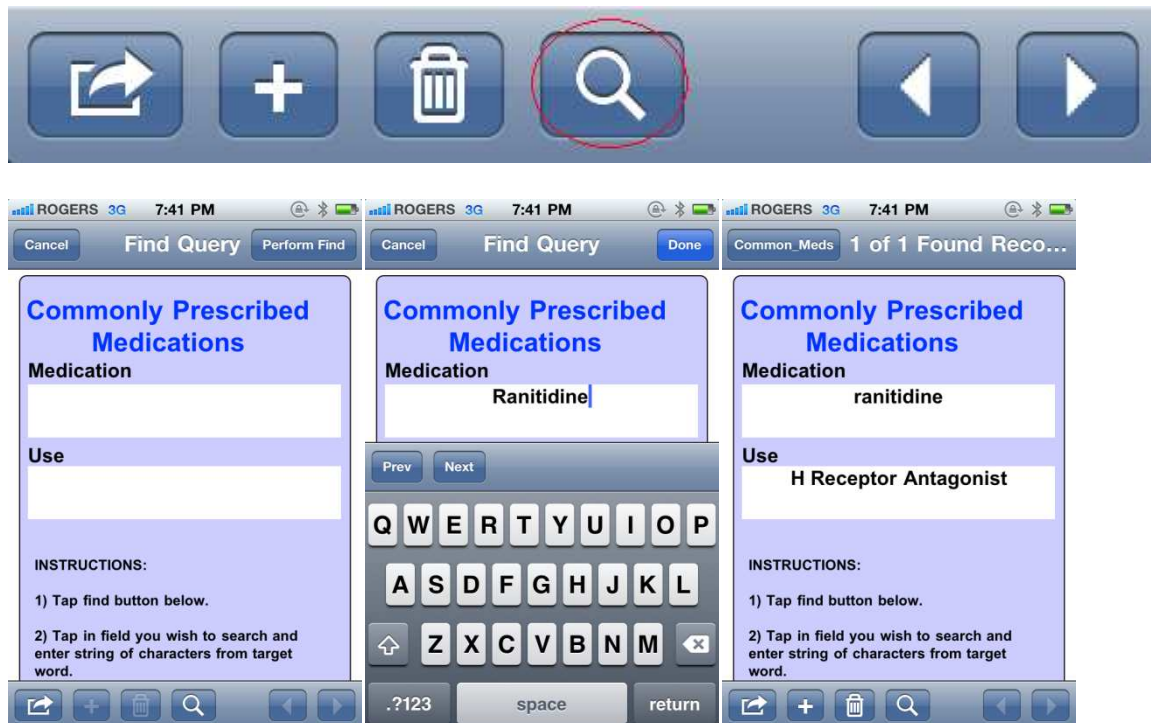 ROGERS 3G 7:41 PM
Cancel Find Query Perform Find
Commonly Prescribed
Medications
Medication
Use
INSTRUCTIONS:
1) Tap find button below.
2) Tap in field you wish to search and
enter string of characters from target
word.
ROGERS 3G 7:41 PM
Cancel Find Query Done
Commonly Prescribed
Medications
Medication
Ranitidine
Prev Next
Q W E R T Y U I O P
A S D F G H J K L
Z X C V B N M
.?123 space return
ROGERS 3G 7:41 PM
Common_Meds 1 of 1 Found Reco...
Commonly Prescribed
Medications
Medication
ranitidine
Use
H Receptor Antagonist
INSTRUCTIONS:
1) Tap find button below.
2) Tap in field you wish to search and
enter string of characters from target
word.